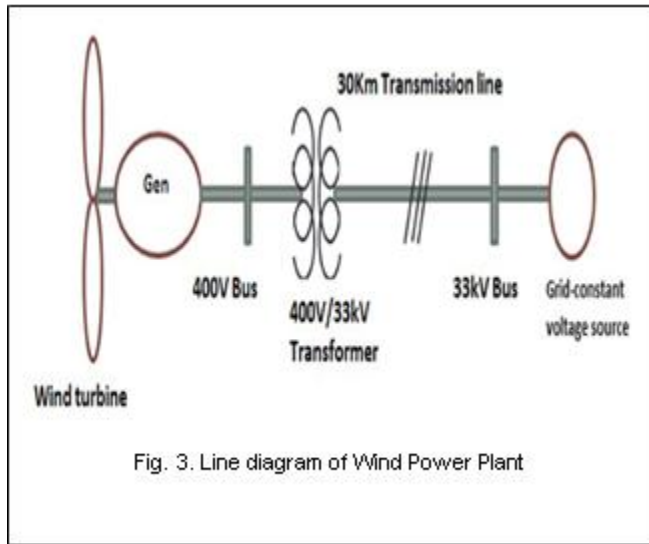 30Km Transmission line
Gen
400V Bus
400V/33kV
Transformer
33kV Bus
Grid-constant
voltage source
Wind turbine
Fig. 3. Line diagram of Wind Power Plant